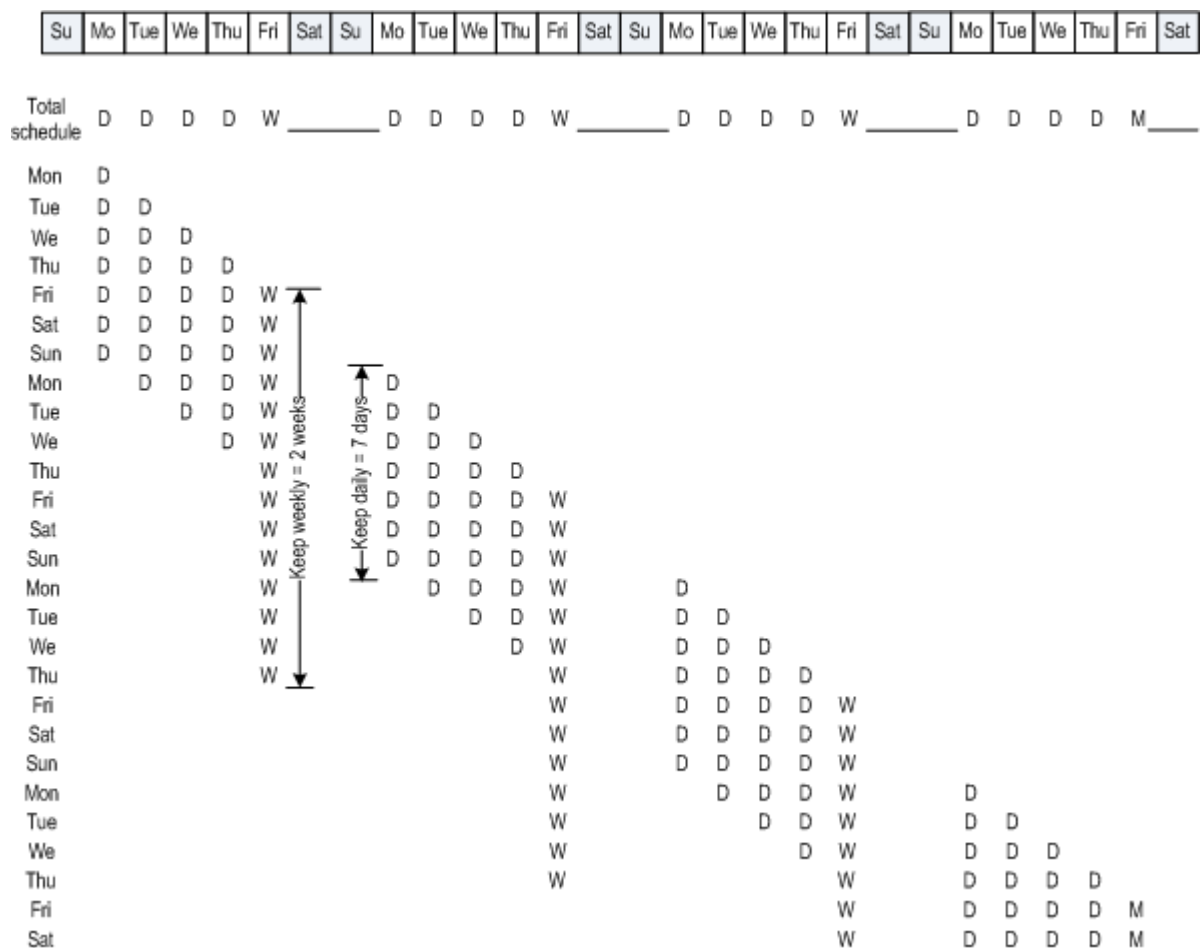 Su Mo Tue We Thu Fri Sat Su Mo Tue We Thu Fri Sat Su Mo Tue We Thu Fri Sat Su Mo Tue We Thu Fri Sat
Total
schedule D D D D W D D D D W D D D D W D D D D M
Mon D
Tue D D
We D D D
Thu D D D D
Fri D D D D W
Sat D D D D W
Sun D D D D W
Mon D D D W D
Tue D D W D D
We D W D D D
Thu W D D D D
Fri W D D D D W
Sat W D D D D W
Sun W D D D D W
Mon W D D D W D
Tue W D D W D D
We W D W D D D
Thu W W D D D D
Fri W D D D D W
Sat W D D D D W
Sun W D D D D W
Mon W D D D W D
Tue W D D W D D
We W D W D D D
Thu W W D D D D
Fri W D D D D M
Sat W D D D D M
Keep weekly = 2 weeks
Keep daily = 7 days